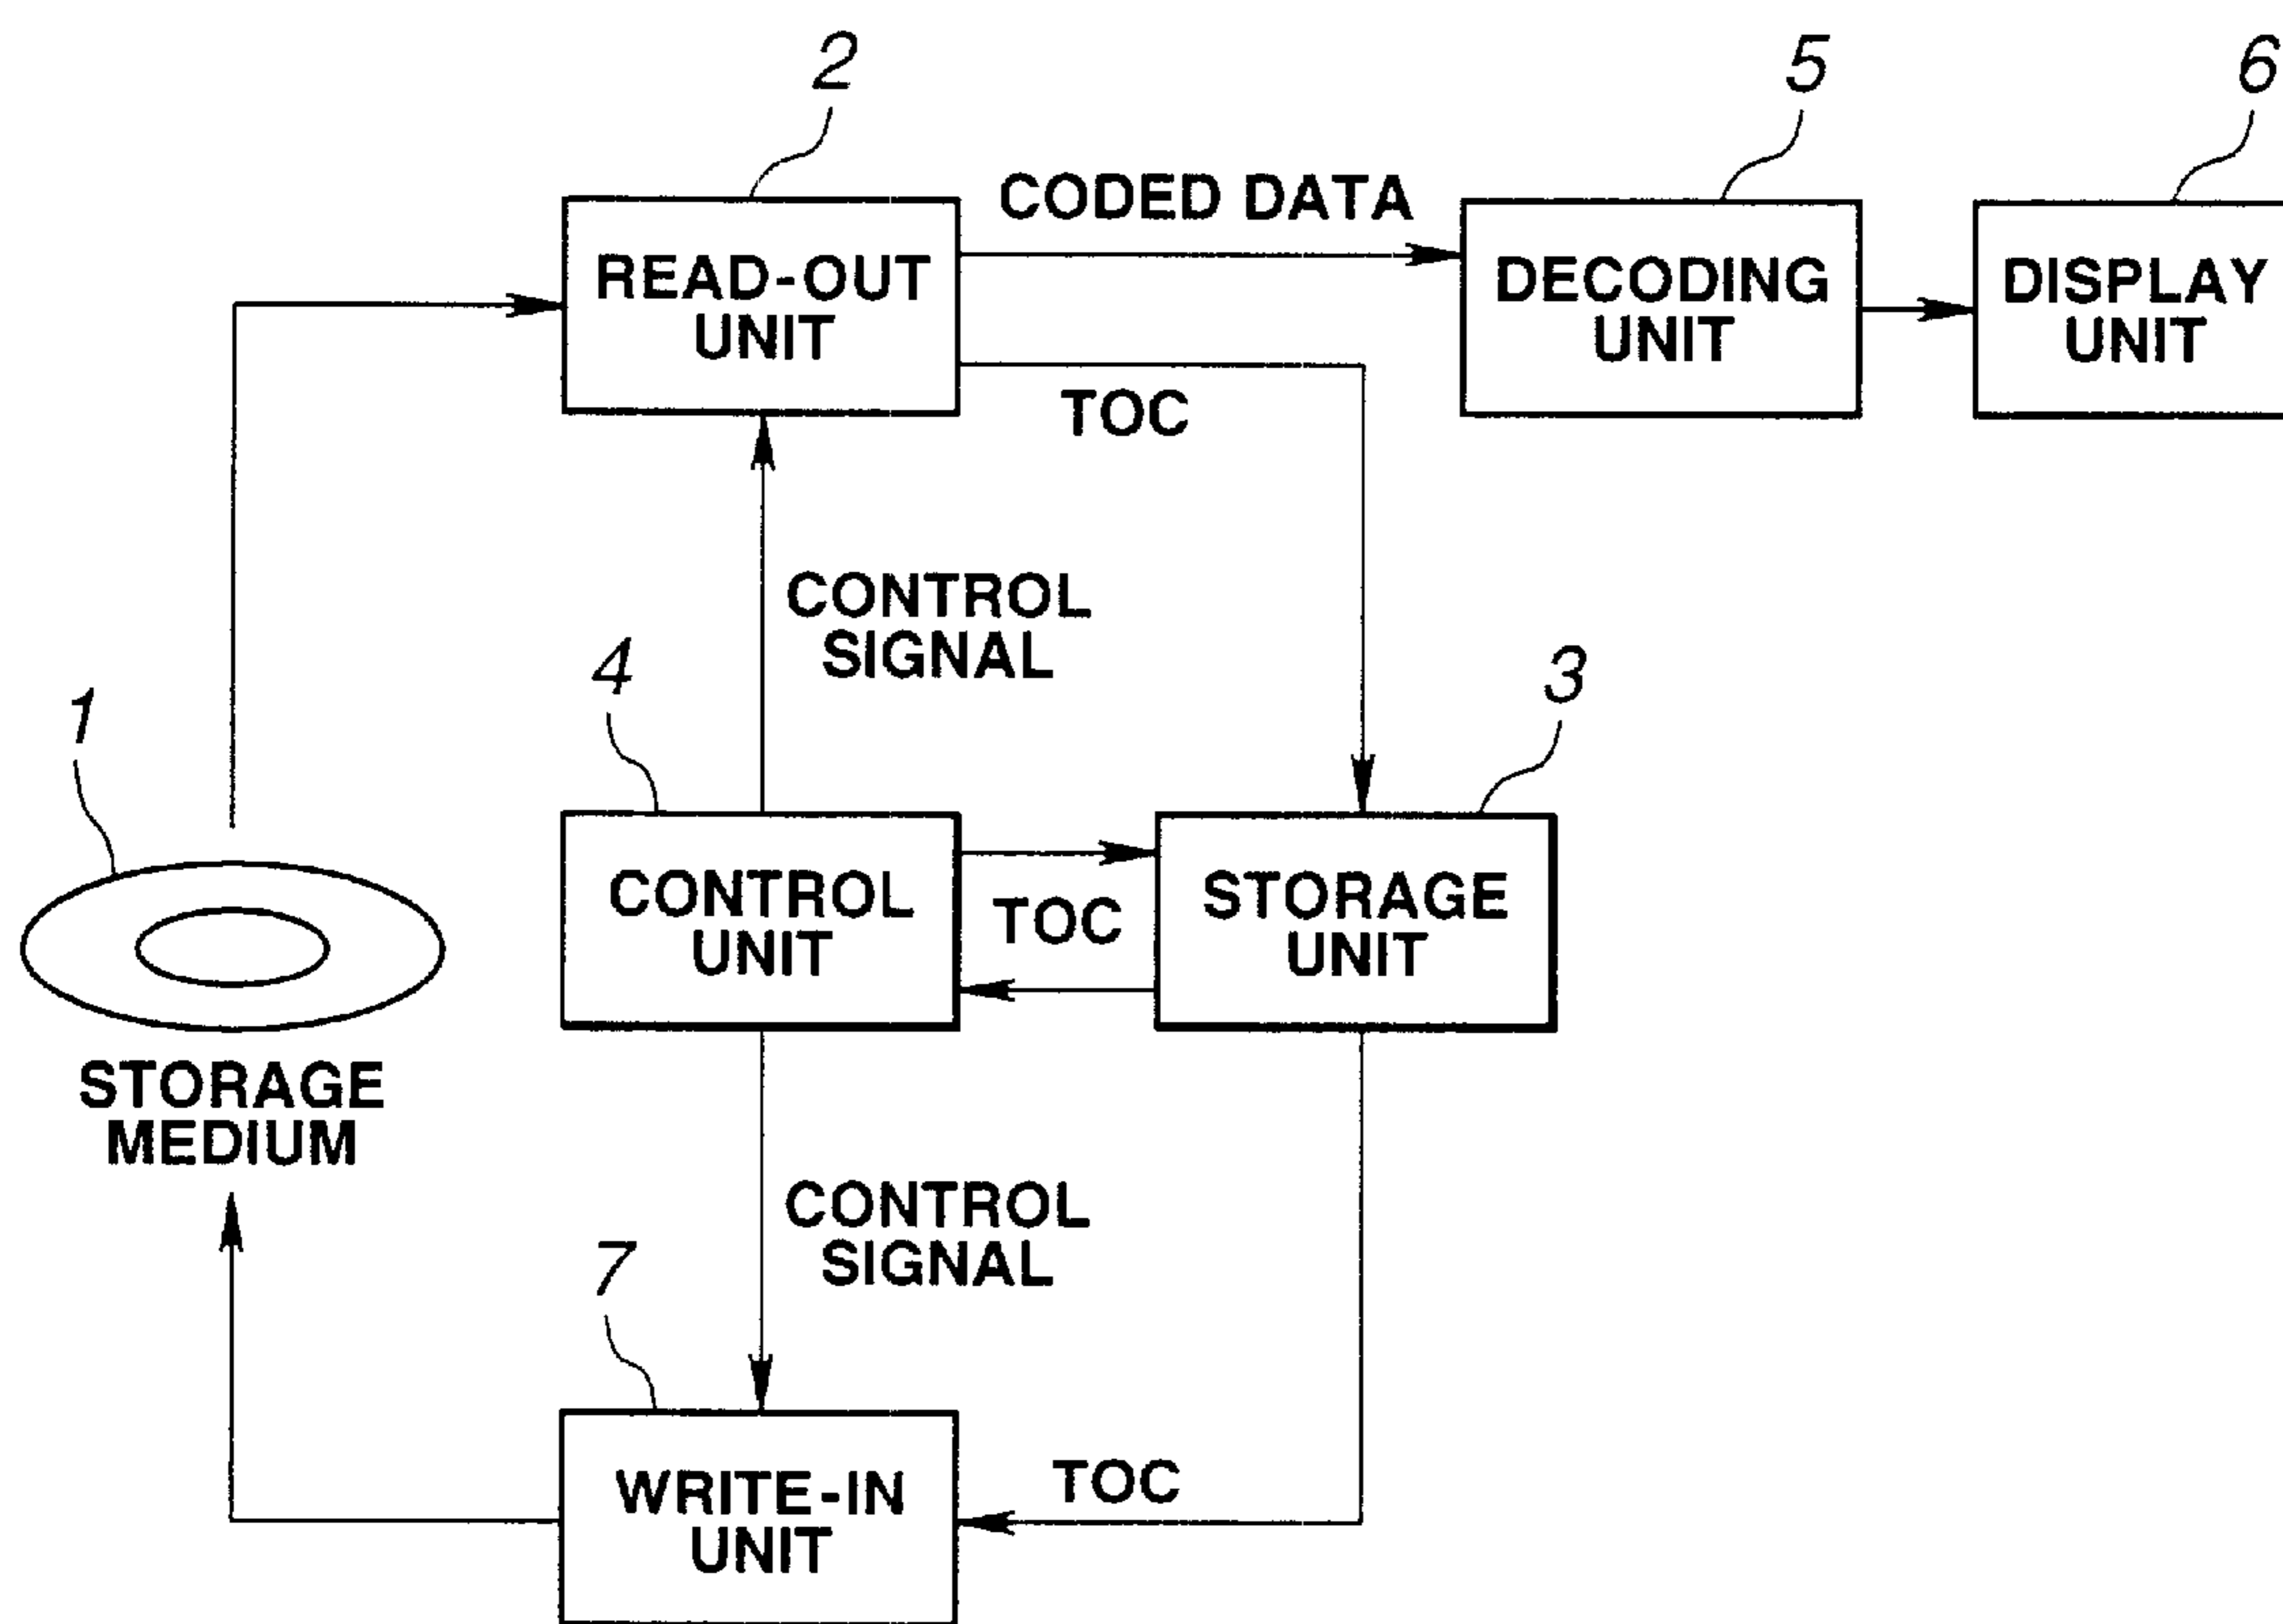 2
5
6
CODED DATA
READ-OUT
UNIT
DECODING
UNIT
DISPLAY
UNIT
TOC
CONTROL
SIGNAL
4
3
1
CONTROL
UNIT
TOC
STORAGE
UNIT
STORAGE
MEDIUM
CONTROL
SIGNAL
7
WRITE-IN
UNIT
TOC